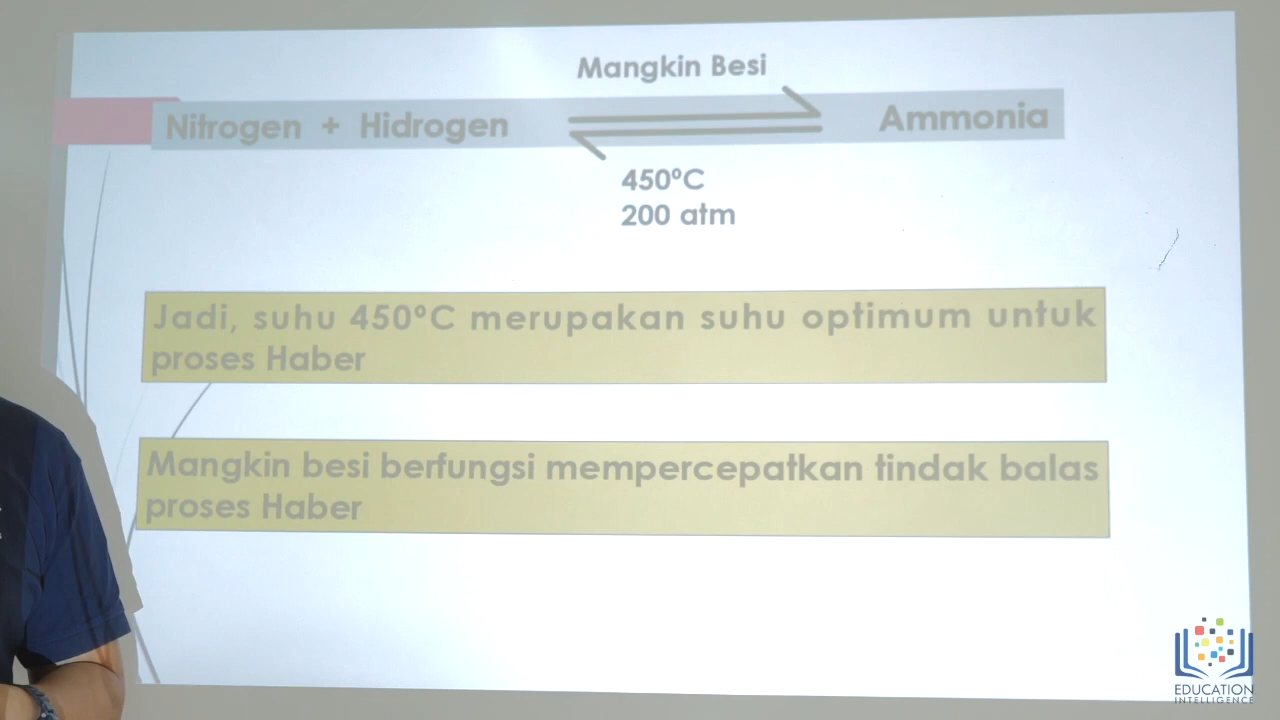 Mangkin Besi
Nitrogen + Hidrogen Ammonia
450°C
200 atm
Jadi, suhu 450°C merupakan suhu optimum untuk
proses Haber
Mangkin besi berfungsi mempercepatkan tindak balas
proses Haber
EDUCATION
INTELLIGENCE